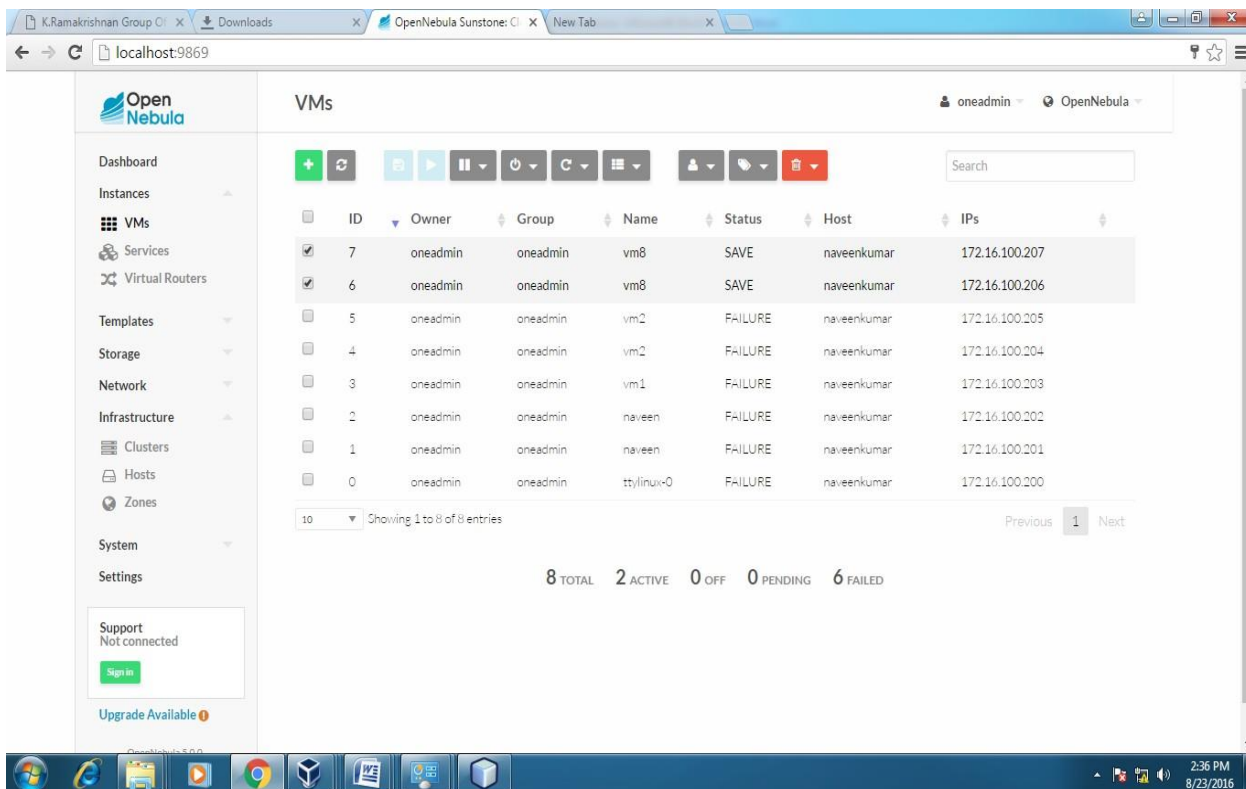 K.Ramakrishnan Group Of
Downloads
OpenNebula Sunstone: Cl
New Tab
localhost:9869
Open
Nebula
VMs
oneadmin
OpenNebula
Dashboard
Instances
VMs
Services
Virtual Routers
Templates
Storage
Network
Infrastructure
Clusters
Hosts
Zones
System
Settings
Support
Not connected
Sign in
Upgrade Available
OpenNebula 5.0.0
Search
ID Owner Group Name Status Host IPs
7 oneadmin oneadmin vm8 SAVE naveenkumar 172.16.100.207
6 oneadmin oneadmin vm8 SAVE naveenkumar 172.16.100.206
5 oneadmin oneadmin vm2 FAILURE naveenkumar 172.16.100.205
4 oneadmin oneadmin vm2 FAILURE naveenkumar 172.16.100.204
3 oneadmin oneadmin vm1 FAILURE naveenkumar 172.16.100.203
2 oneadmin oneadmin naveen FAILURE naveenkumar 172.16.100.202
1 oneadmin oneadmin naveen FAILURE naveenkumar 172.16.100.201
0 oneadmin oneadmin ttylinux-0 FAILURE naveenkumar 172.16.100.200
10 Showing 1 to 8 of 8 entries
Previous 1 Next
8 TOTAL 2 ACTIVE 0 OFF 0 PENDING 6 FAILED
2:36 PM
8/23/2016